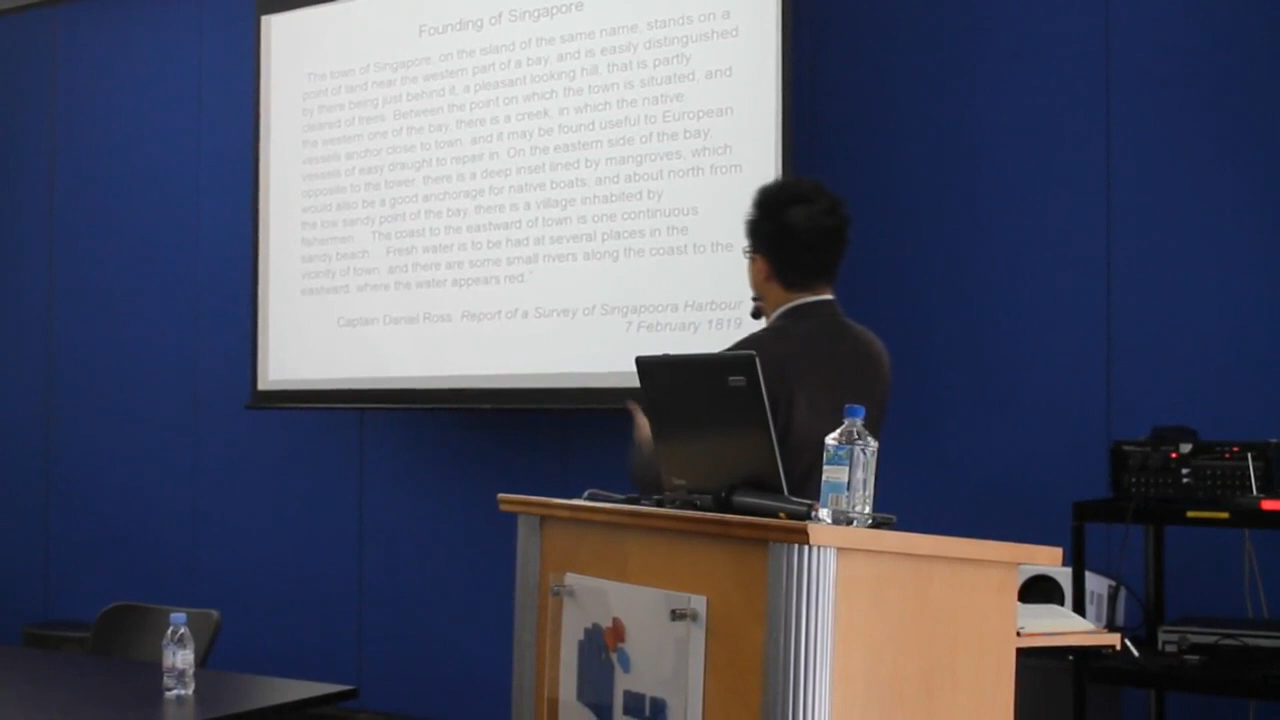 Founding of Singapore
"The town of Singapore, on the island of the same name, stands on a
point of land near the western part of a bay, and is easily distinguished
by there being just behind it, a pleasant looking hill, that is partly
cleared of trees. Between the point on which the town is situated, and
the western one of the bay, there is a creek, in which the native
vessels anchor close to town, and it may be found useful to European
vessels of easy draught to repair in. On the eastern side of the bay,
opposite to the tower, there is a deep inset lined by mangroves, which
would also be a good anchorage for native boats; and about north from
the low sandy point of the bay, there is a village inhabited by
fishermen... The coast to the eastward of town is one continuous
sandy beach... Fresh water is to be had at several places in the
vicinity of town, and there are some small rivers along the coast to the
eastward, where the water appears red."
Captain Daniel Ross. Report of a Survey of Singapoora Harbour
7 February 1819